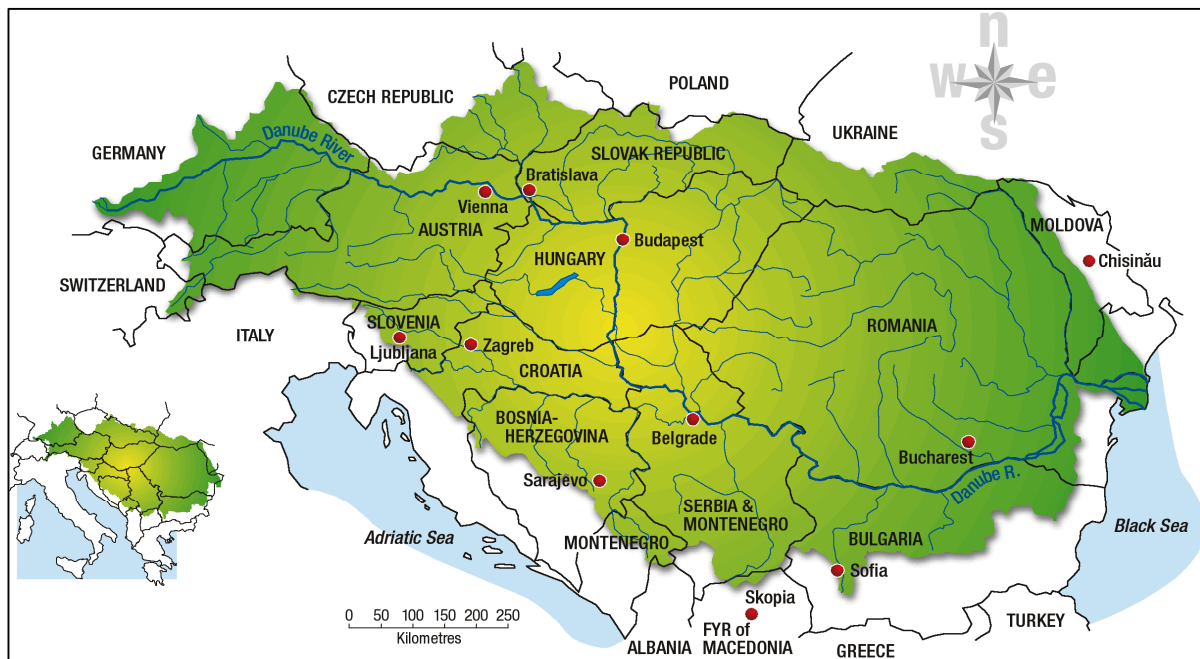 n
w e
s
POLAND
CZECH REPUBLIC
UKRAINE
GERMANY
Danube River
SLOVAK REPUBLIC
Bratislava
Vienna
AUSTRIA
MOLDOVA
Budapest
HUNGARY
Chisinău
SWITZERLAND
ITALY
SLOVENIA
Ljubljana
Zagreb
CROATIA
ROMANIA
BOSNIA-
HERZEGOVINA
Belgrade
Bucharest
Sarajevo
Danube R.
SERBIA &
MONTENEGRO
Adriatic Sea
MONTENEGRO
BULGARIA
Black Sea
Sofia
Skopia
0 50 100 150 200 250
Kilometres
ALBANIA
FYR of
MACEDONIA
GREECE
TURKEY